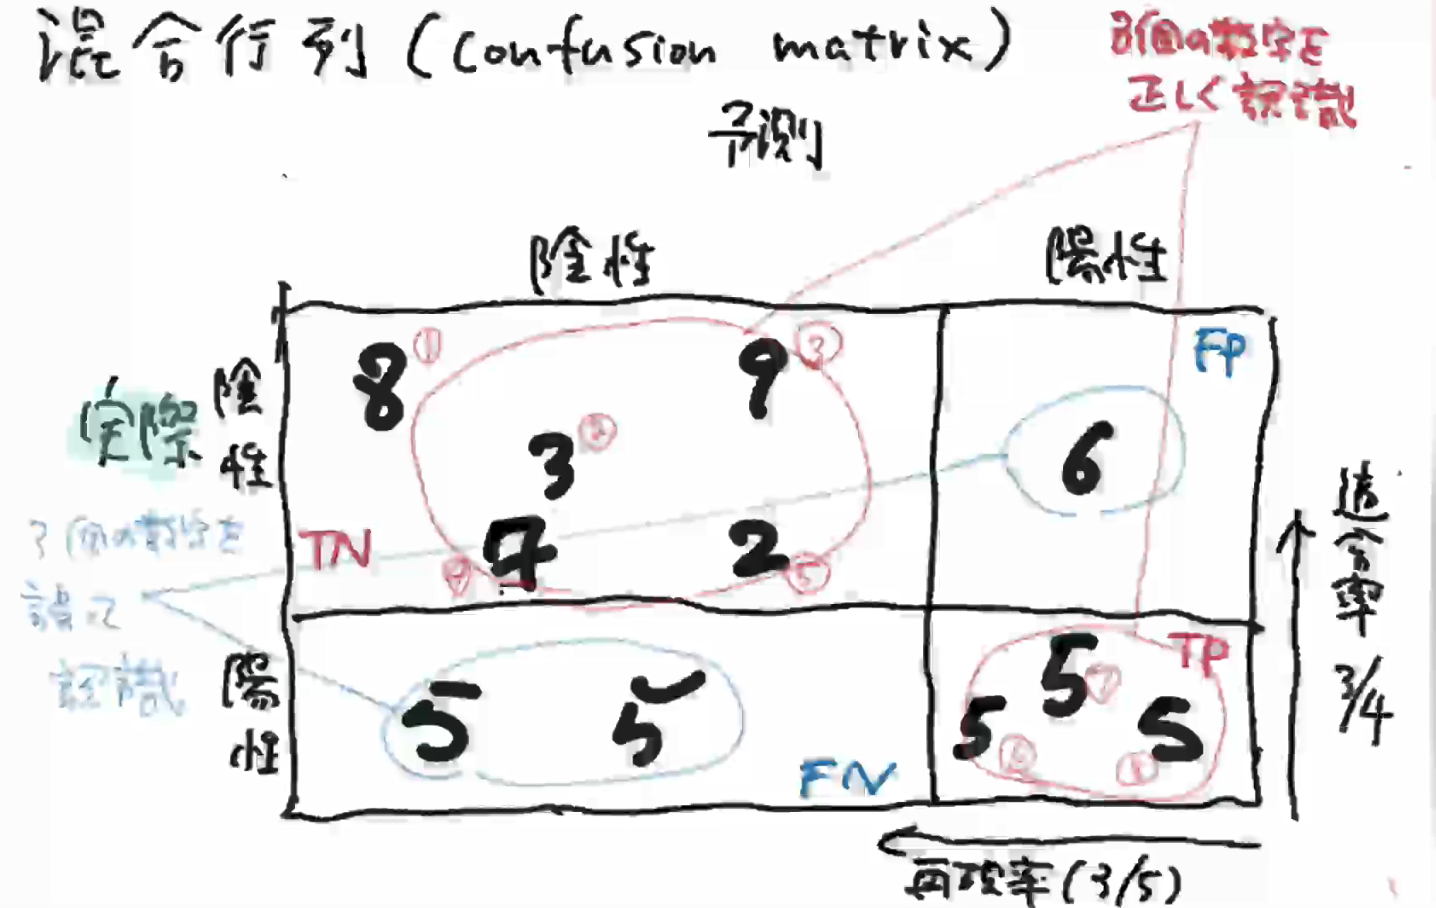 混合行列(confusion matrix)
8個の数字を
正しく認識
予測
陰性
陽性
実際
陰性
8 ①
9 ③
3 ②
7 ④
2 ⑤
TN
FP
6
3個の数字を
誤って
認識
陽性
5 5
FN
TP
5 ⑦
5 ⑥
5 ⑧
適合率 3/4
再現率(3/5)